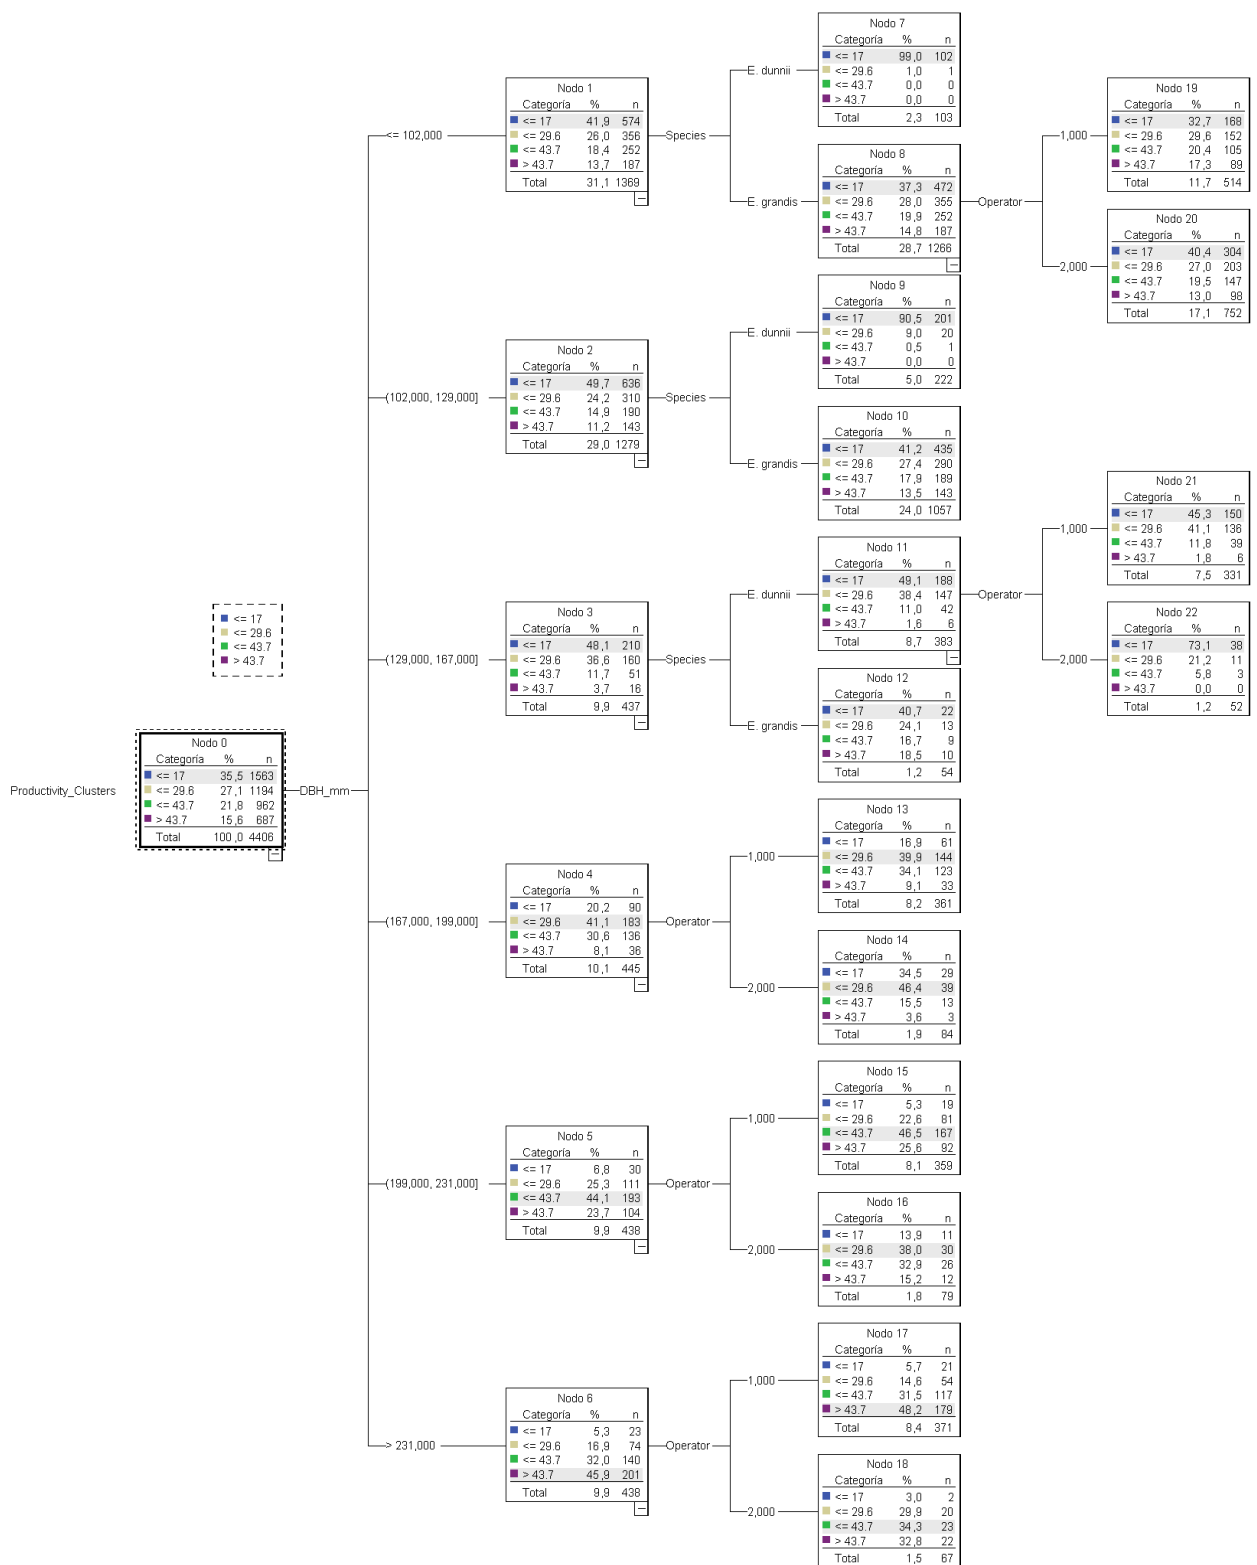 Productivity_Clusters
<= 17
<= 29.6
<= 43.7
> 43.7
Nodo 0
Categoría % n
<= 17 35,5 1563
<= 29.6 27,1 1194
<= 43.7 21,8 962
> 43.7 15,6 687
Total 100,0 4406
DBH_mm
<= 102,000
Nodo 1
Categoría % n
<= 17 41,9 574
<= 29.6 26,0 356
<= 43.7 18,4 252
> 43.7 13,7 187
Total 31,1 1369
Species
E. dunnii
Nodo 7
Categoría % n
<= 17 99,0 102
<= 29.6 1,0 1
<= 43.7 0,0 0
> 43.7 0,0 0
Total 2,3 103
E. grandis
Nodo 8
Categoría % n
<= 17 37,3 472
<= 29.6 28,0 355
<= 43.7 19,9 252
> 43.7 14,8 187
Total 28,7 1266
Operator
1,000
Nodo 19
Categoría % n
<= 17 32,7 168
<= 29.6 29,6 152
<= 43.7 20,4 105
> 43.7 17,3 89
Total 11,7 514
2,000
Nodo 20
Categoría % n
<= 17 40,4 304
<= 29.6 27,0 203
<= 43.7 19,5 147
> 43.7 13,0 98
Total 17,1 752
(102,000, 129,000]
Nodo 2
Categoría % n
<= 17 49,7 636
<= 29.6 24,2 310
<= 43.7 14,9 190
> 43.7 11,2 143
Total 29,0 1279
Species
E. dunnii
Nodo 9
Categoría % n
<= 17 90,5 201
<= 29.6 9,0 20
<= 43.7 0,5 1
> 43.7 0,0 0
Total 5,0 222
E. grandis
Nodo 10
Categoría % n
<= 17 41,2 435
<= 29.6 27,4 290
<= 43.7 17,9 189
> 43.7 13,5 143
Total 24,0 1057
(129,000, 167,000]
Nodo 3
Categoría % n
<= 17 48,1 210
<= 29.6 36,6 160
<= 43.7 11,7 51
> 43.7 3,7 16
Total 9,9 437
Species
E. dunnii
Nodo 11
Categoría % n
<= 17 49,1 188
<= 29.6 38,4 147
<= 43.7 11,0 42
> 43.7 1,6 6
Total 8,7 383
Operator
1,000
Nodo 21
Categoría % n
<= 17 45,3 150
<= 29.6 41,1 136
<= 43.7 11,8 39
> 43.7 1,8 6
Total 7,5 331
2,000
Nodo 22
Categoría % n
<= 17 73,1 38
<= 29.6 21,2 11
<= 43.7 5,8 3
> 43.7 0,0 0
Total 1,2 52
E. grandis
Nodo 12
Categoría % n
<= 17 40,7 22
<= 29.6 24,1 13
<= 43.7 16,7 9
> 43.7 18,5 10
Total 1,2 54
(167,000, 199,000]
Nodo 4
Categoría % n
<= 17 20,2 90
<= 29.6 41,1 183
<= 43.7 30,6 136
> 43.7 8,1 36
Total 10,1 445
Operator
1,000
Nodo 13
Categoría % n
<= 17 16,9 61
<= 29.6 39,9 144
<= 43.7 34,1 123
> 43.7 9,1 33
Total 8,2 361
2,000
Nodo 14
Categoría % n
<= 17 34,5 29
<= 29.6 46,4 39
<= 43.7 15,5 13
> 43.7 3,6 3
Total 1,9 84
(199,000, 231,000]
Nodo 5
Categoría % n
<= 17 6,8 30
<= 29.6 25,3 111
<= 43.7 44,1 193
> 43.7 23,7 104
Total 9,9 438
Operator
1,000
Nodo 15
Categoría % n
<= 17 5,3 19
<= 29.6 22,6 81
<= 43.7 46,5 167
> 43.7 25,6 92
Total 8,1 359
2,000
Nodo 16
Categoría % n
<= 17 13,9 11
<= 29.6 38,0 30
<= 43.7 32,9 26
> 43.7 15,2 12
Total 1,8 79
> 231,000
Nodo 6
Categoría % n
<= 17 5,3 23
<= 29.6 16,9 74
<= 43.7 32,0 140
> 43.7 45,9 201
Total 9,9 438
Operator
1,000
Nodo 17
Categoría % n
<= 17 5,7 21
<= 29.6 14,6 54
<= 43.7 31,5 117
> 43.7 48,2 179
Total 8,4 371
2,000
Nodo 18
Categoría % n
<= 17 3,0 2
<= 29.6 29,9 20
<= 43.7 34,3 23
> 43.7 32,8 22
Total 1,5 67